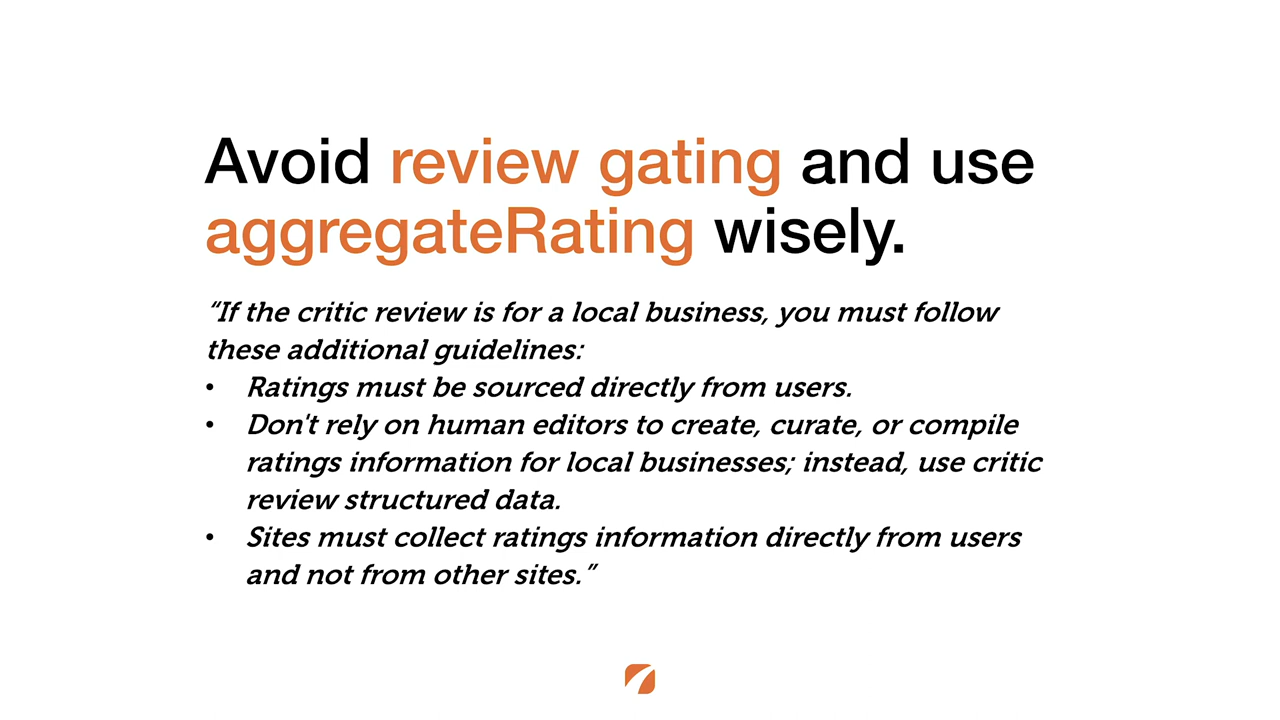 Avoid review gating and use
aggregateRating wisely.
“If the critic review is for a local business, you must follow
these additional guidelines:
• Ratings must be sourced directly from users.
• Don't rely on human editors to create, curate, or compile
ratings information for local businesses; instead, use critic
review structured data.
• Sites must collect ratings information directly from users
and not from other sites.”